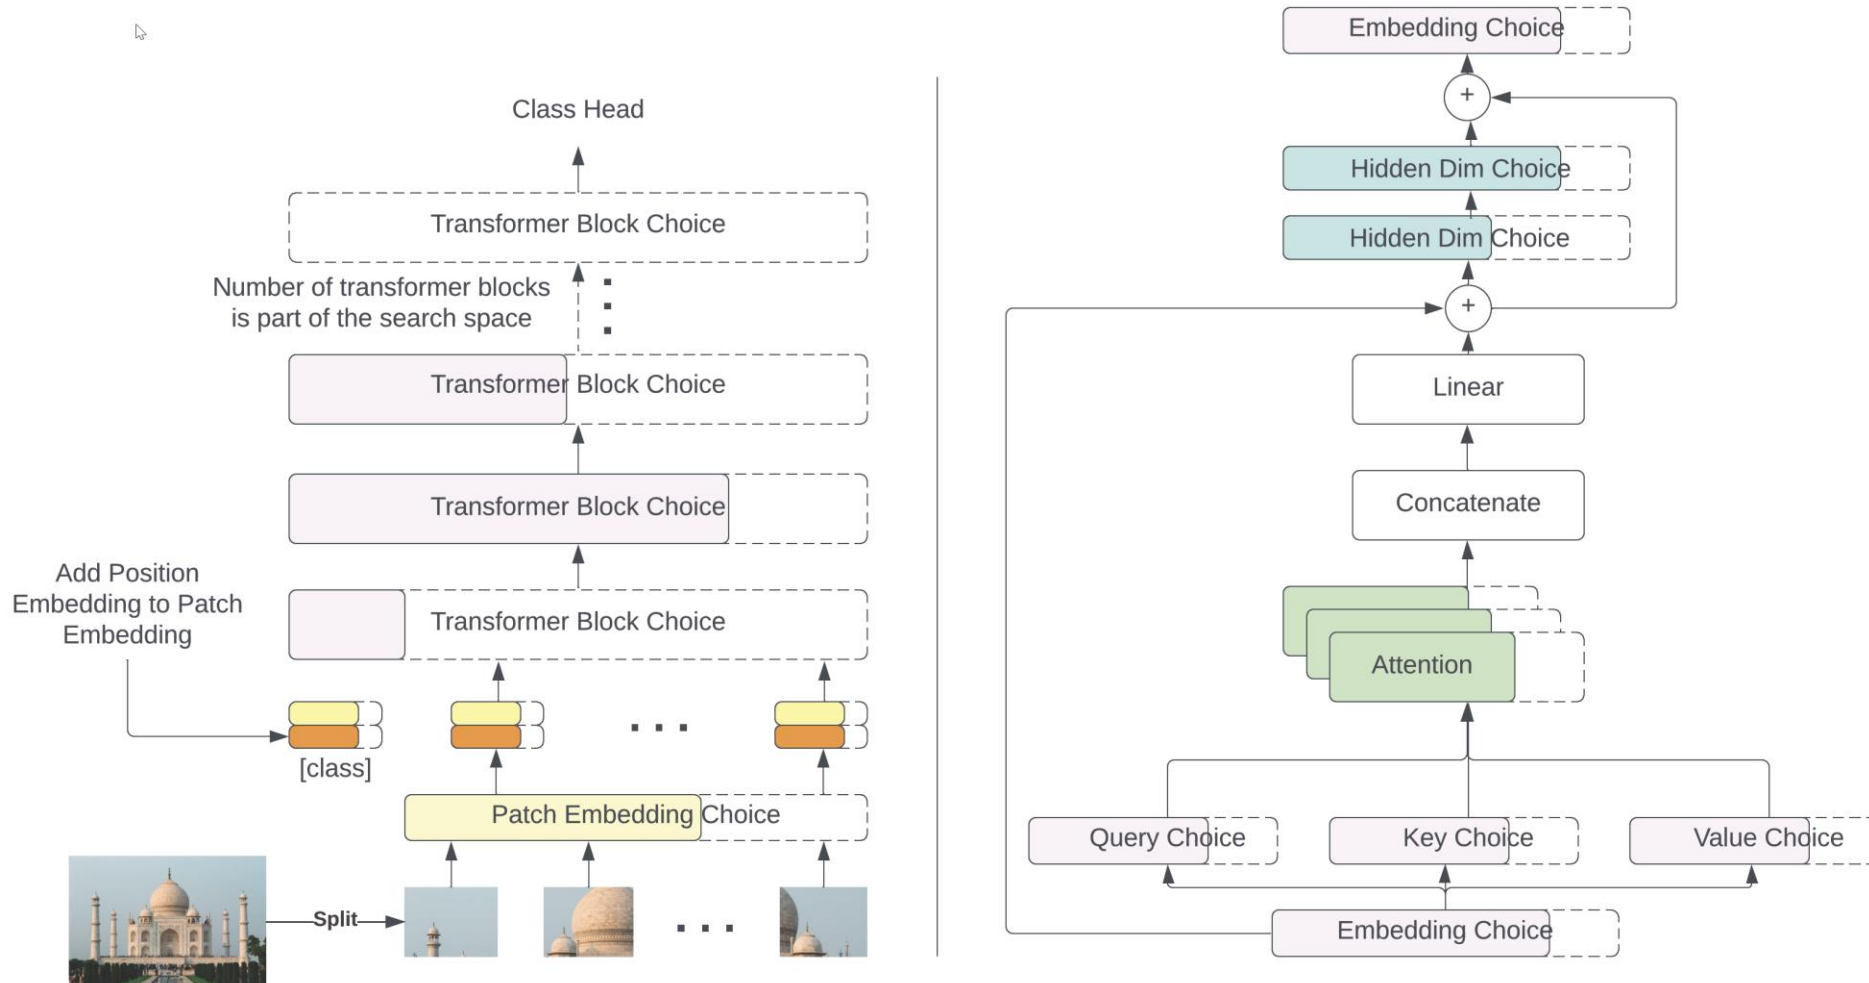 Class Head
Transformer Block Choice
Number of transformer blocks
is part of the search space
Transformer Block Choice
Transformer Block Choice
Add Position
Embedding to Patch
Embedding
Transformer Block Choice
[class]
Patch Embedding Choice
Split
Embedding Choice
+
Hidden Dim Choice
Hidden Dim Choice
+
Linear
Concatenate
Attention
Query Choice
Key Choice
Value Choice
Embedding Choice